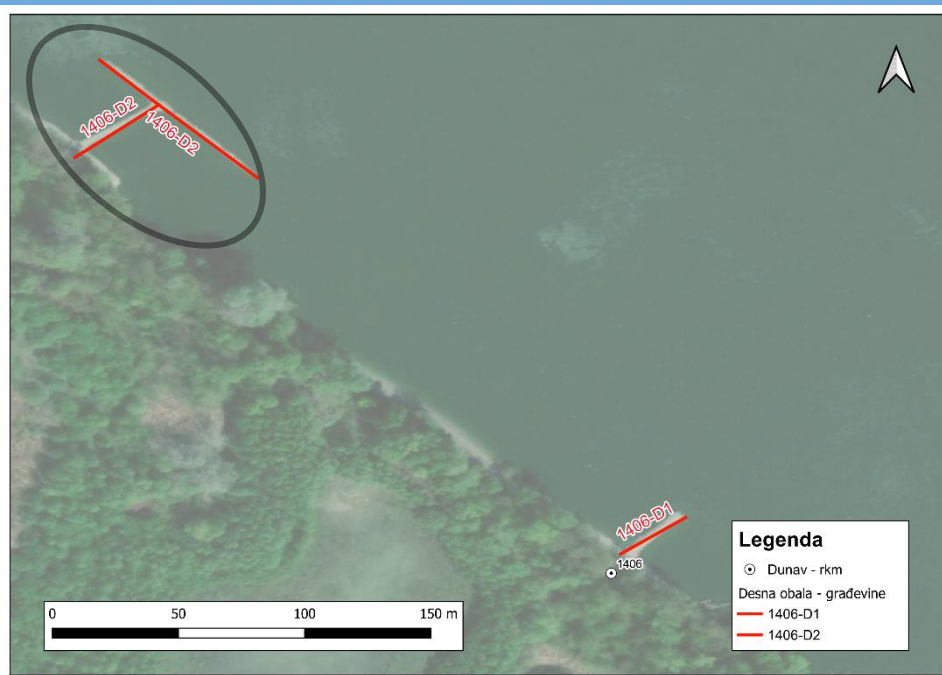 1406-D2
1406-D2
1406-D1
1406
Legenda
Dunav - rkm
Desna obala - građevine
1406-D1
1406-D2
0 50 100 150 m